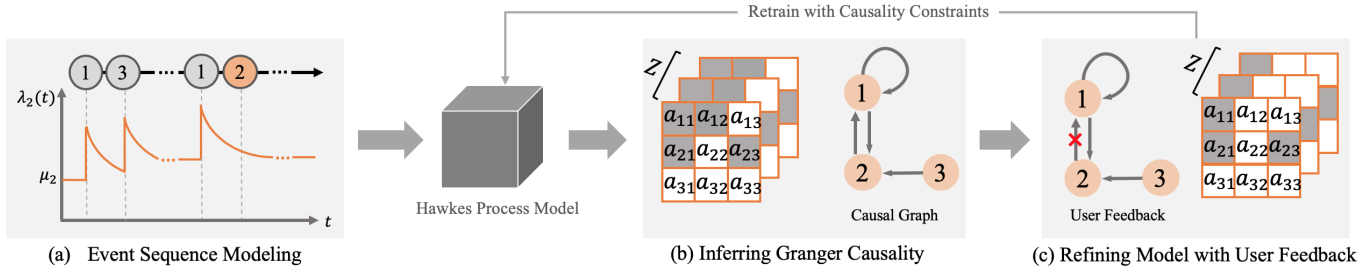 Retrain with Causality Constraints
1 3 ... 1 2 ...
λ₂(t)
μ₂
t
(a) Event Sequence Modeling
Hawkes Process Model
Z
a₁₁ a₁₂ a₁₃
a₂₁ a₂₂ a₂₃
a₃₁ a₃₂ a₃₃
1
2 3
Causal Graph
(b) Inferring Granger Causality
1
2 3
User Feedback
Z
a₁₁ a₁₂ a₁₃
a₂₁ a₂₂ a₂₃
a₃₁ a₃₂ a₃₃
(c) Refining Model with User Feedback